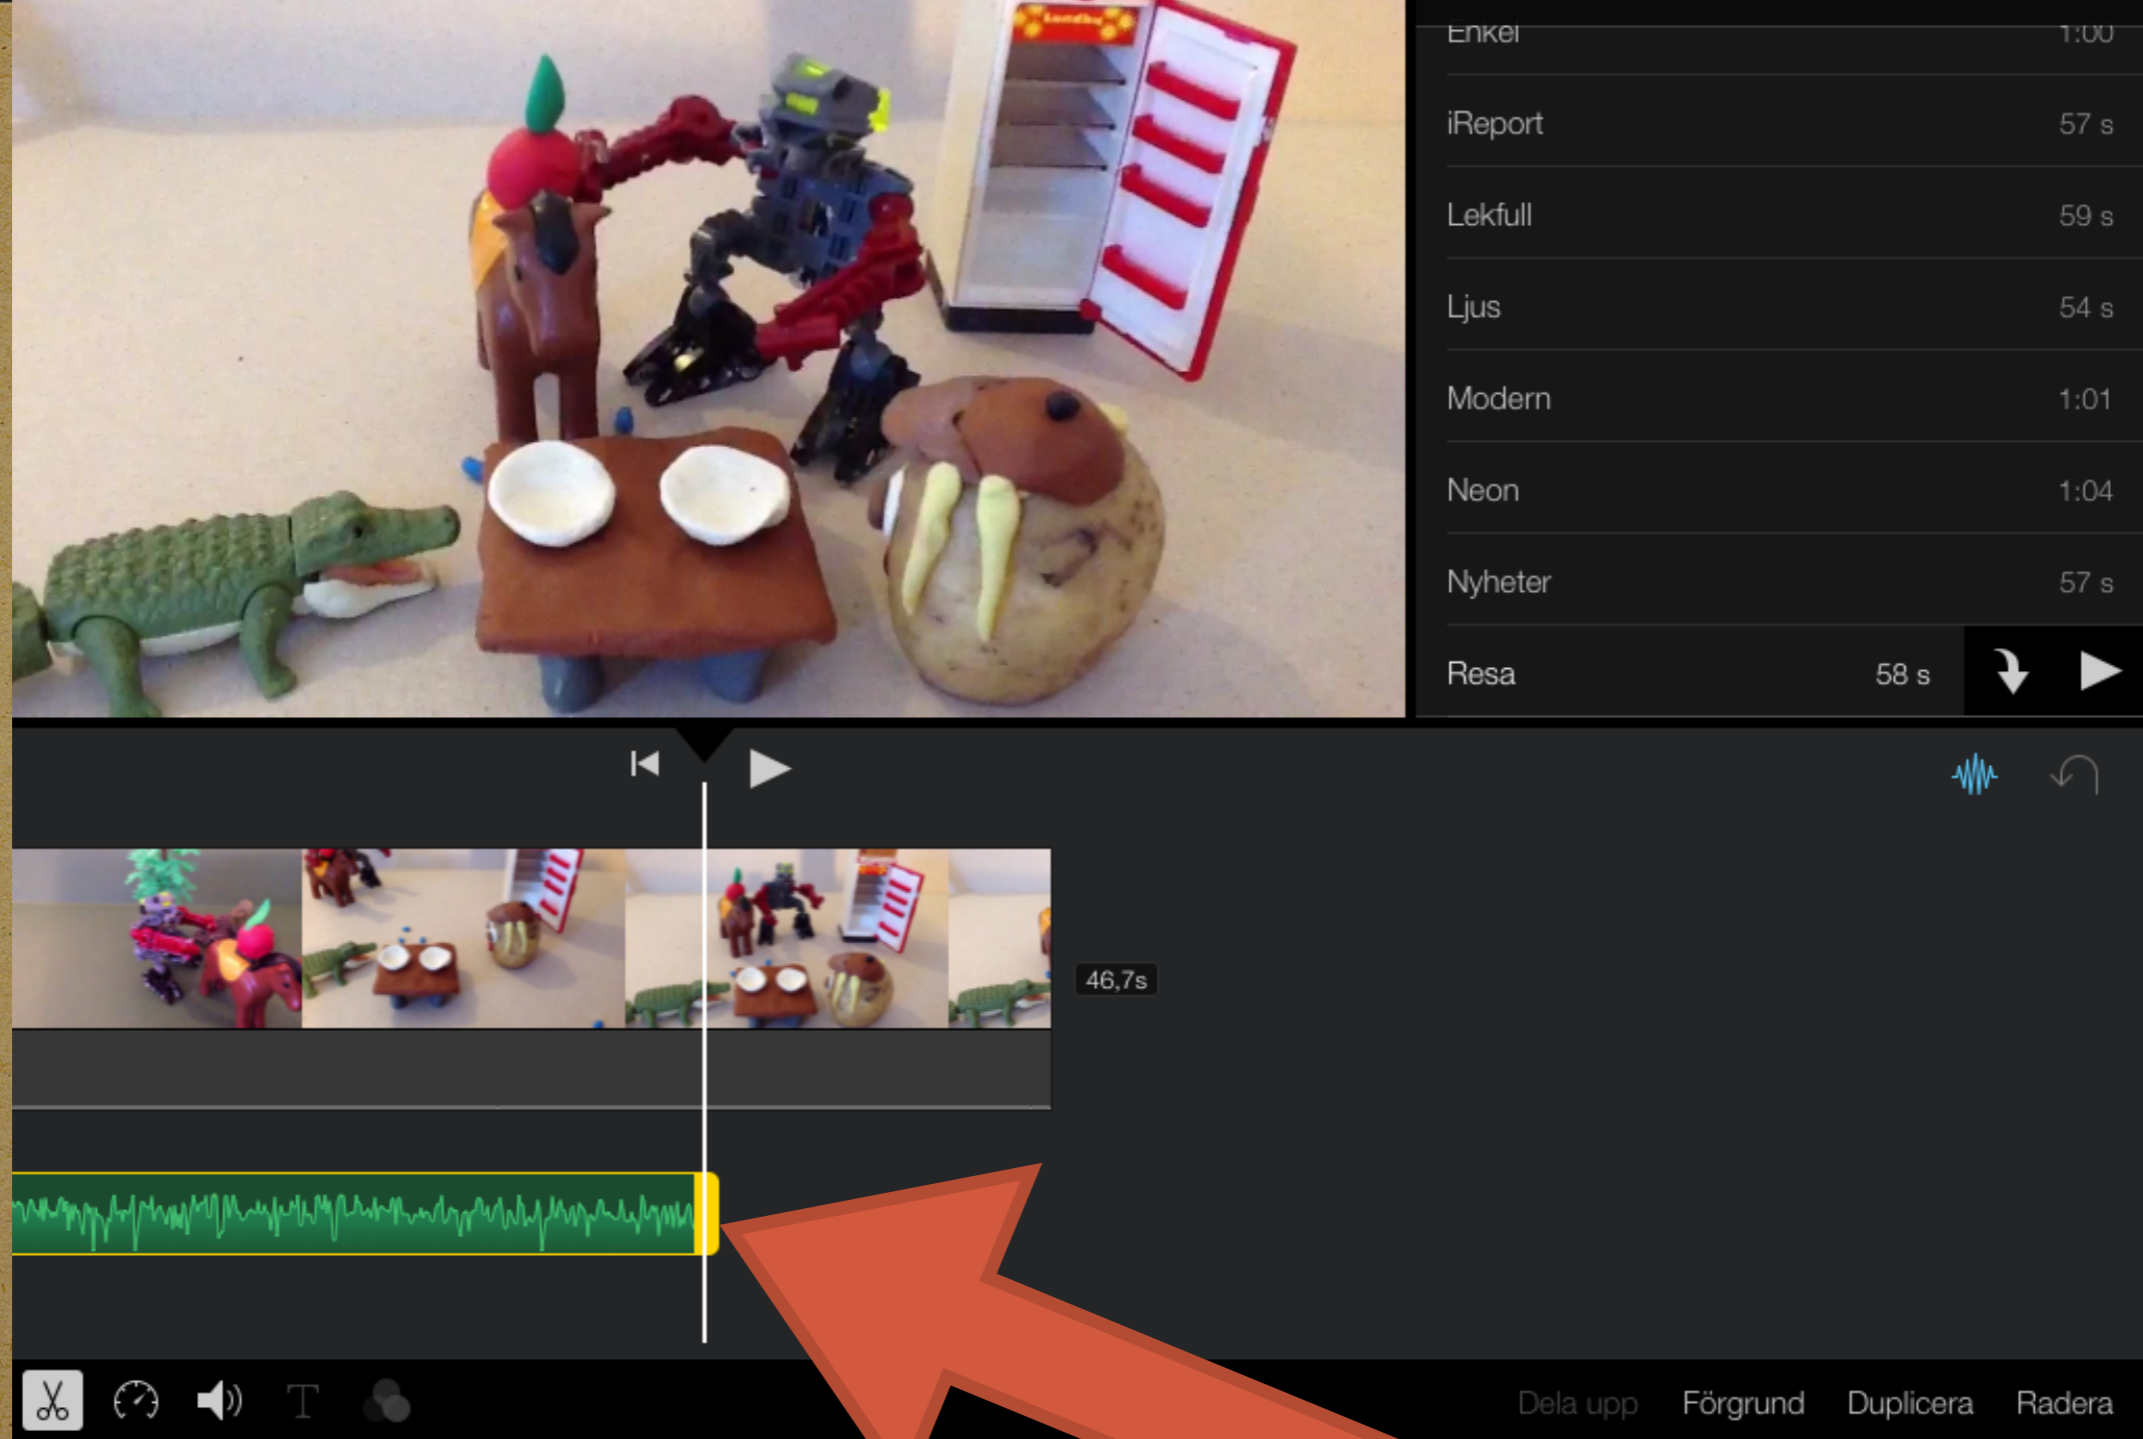 Lundby
Enkel 1:00
iReport 57 s
Lekfull 59 s
Ljus 54 s
Modern 1:01
Neon 1:04
Nyheter 57 s
Resa 58 s
46,7s
T
Dela upp Förgrund Duplicera Radera